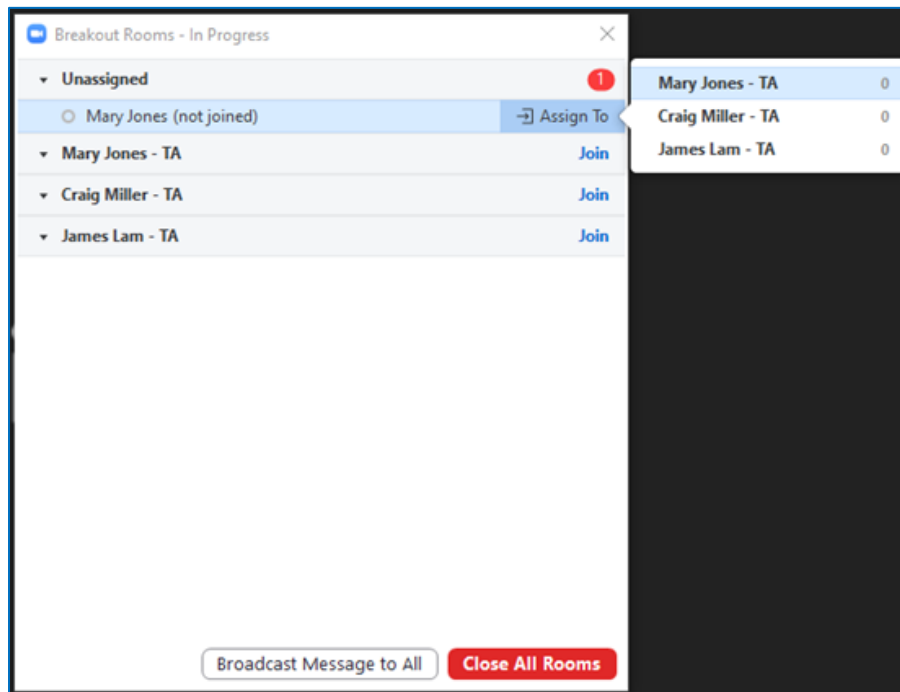 Breakout Rooms - In Progress
Unassigned 1
Mary Jones (not joined) Assign To
Mary Jones - TA Join
Craig Miller - TA Join
James Lam - TA Join
Mary Jones - TA 0
Craig Miller - TA 0
James Lam - TA 0
Broadcast Message to All Close All Rooms